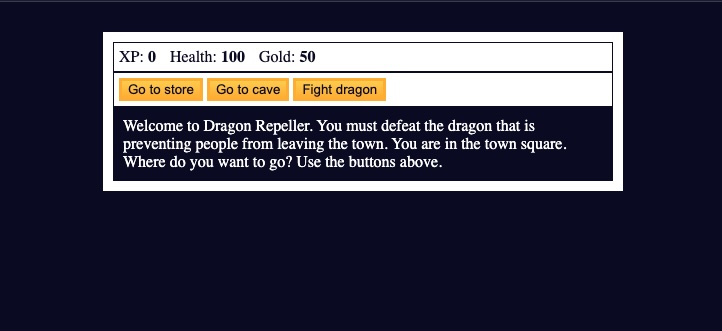 XP: 0 Health: 100 Gold: 50
Go to store Go to cave Fight dragon
Welcome to Dragon Repeller. You must defeat the dragon that is
preventing people from leaving the town. You are in the town square.
Where do you want to go? Use the buttons above.